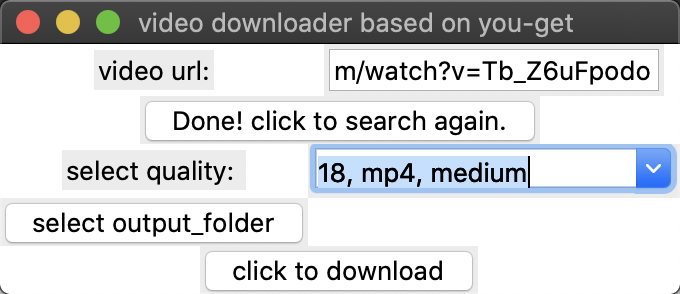 video downloader based on you-get
video url: m/watch?v=Tb_Z6uFpodo
Done! click to search again.
select quality: 18, mp4, medium
select output_folder
click to download